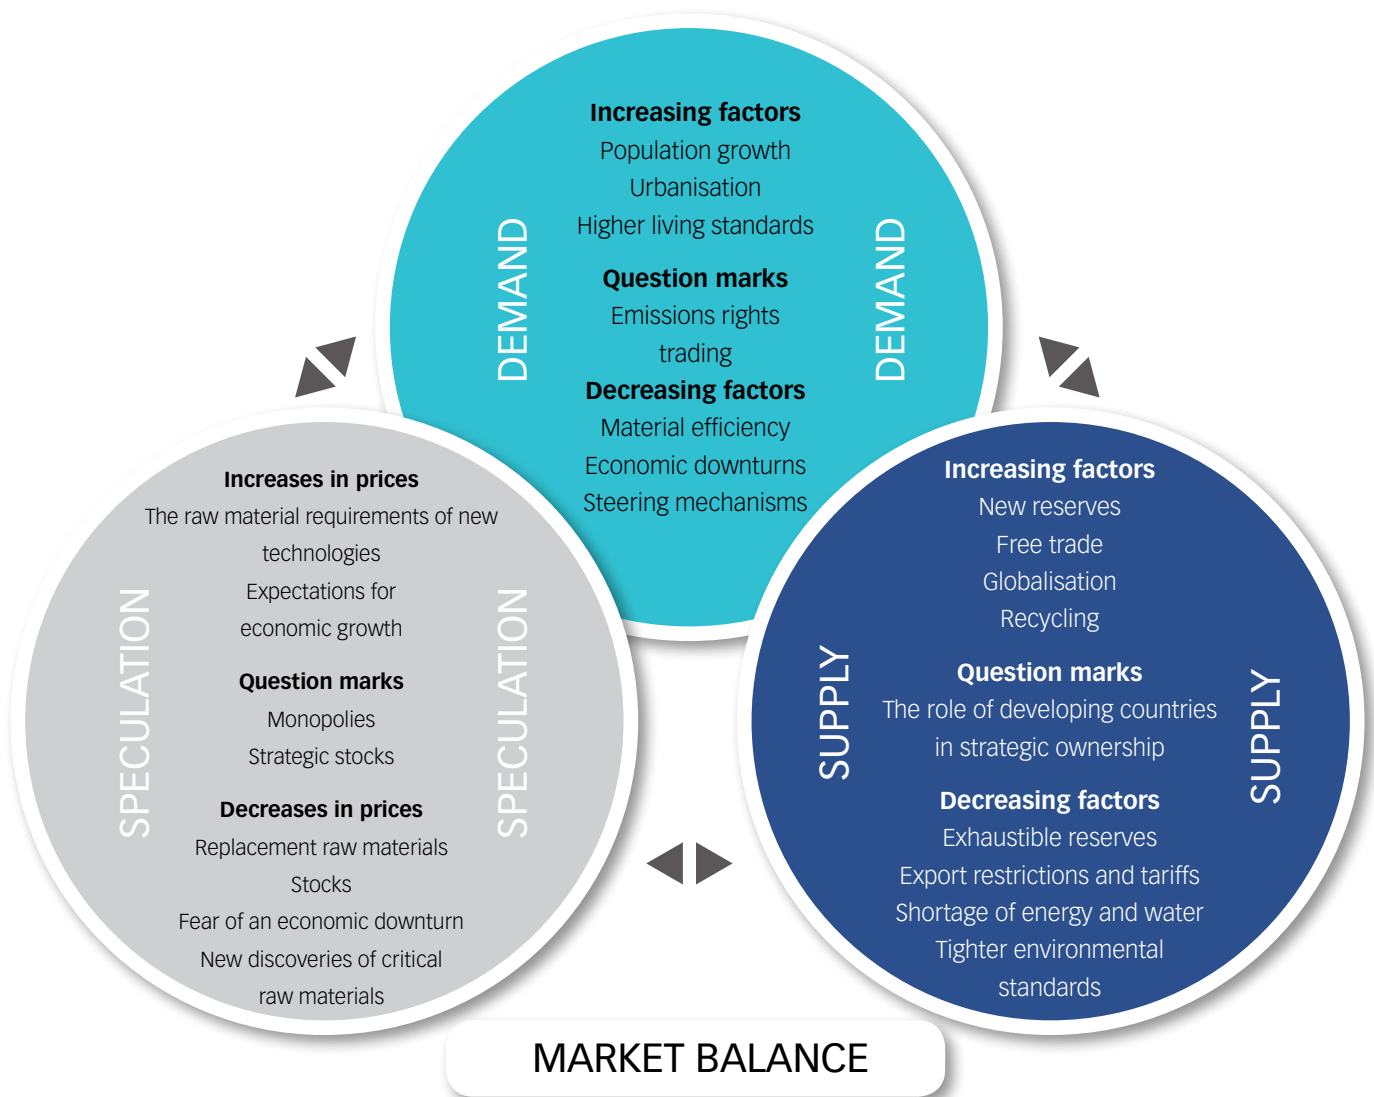 Increasing factors
Population growth
Urbanisation
Higher living standards
Question marks
Emissions rights
trading
Decreasing factors
Material efficiency
Economic downturns
Steering mechanisms
DEMAND
DEMAND
Increases in prices
The raw material requirements of new
technologies
Expectations for
economic growth
Question marks
Monopolies
Strategic stocks
Decreases in prices
Replacement raw materials
Stocks
Fear of an economic downturn
New discoveries of critical
raw materials
SPECULATION
SPECULATION
Increasing factors
New reserves
Free trade
Globalisation
Recycling
Question marks
The role of developing countries
in strategic ownership
Decreasing factors
Exhaustible reserves
Export restrictions and tariffs
Shortage of energy and water
Tighter environmental
standards
SUPPLY
SUPPLY
MARKET BALANCE